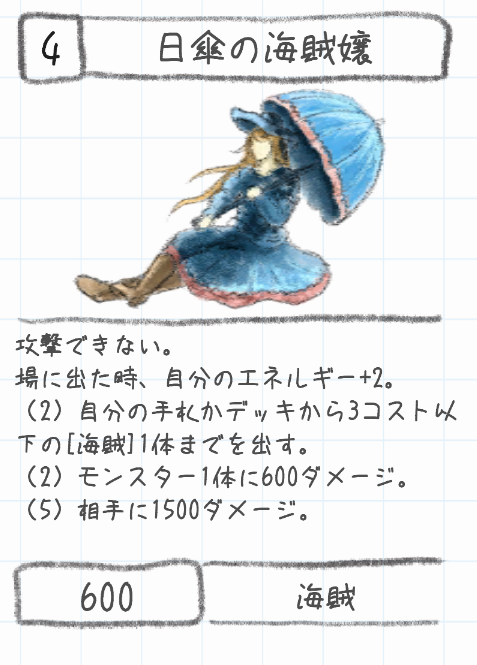 4
日傘の海賊嬢
攻撃できない。
場に出た時、自分のエネルギー+2。
（2）自分の手札かデッキから3コスト以
下の[海賊]1体までを出す。
（2）モンスター1体に600ダメージ。
（5）相手に1500ダメージ。
600
海賊